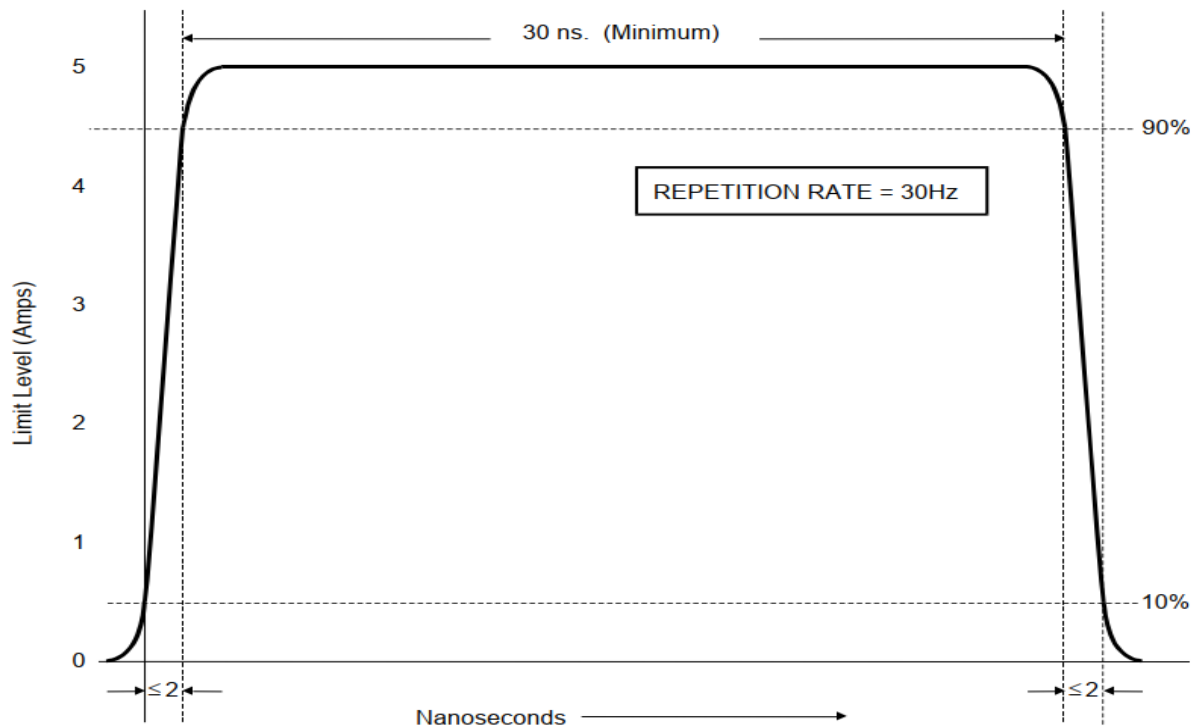 30 ns. (Minimum)
5
90%
4
REPETITION RATE = 30Hz
3
Limit Level (Amps)
2
1
10%
0
≤2
≤2
Nanoseconds